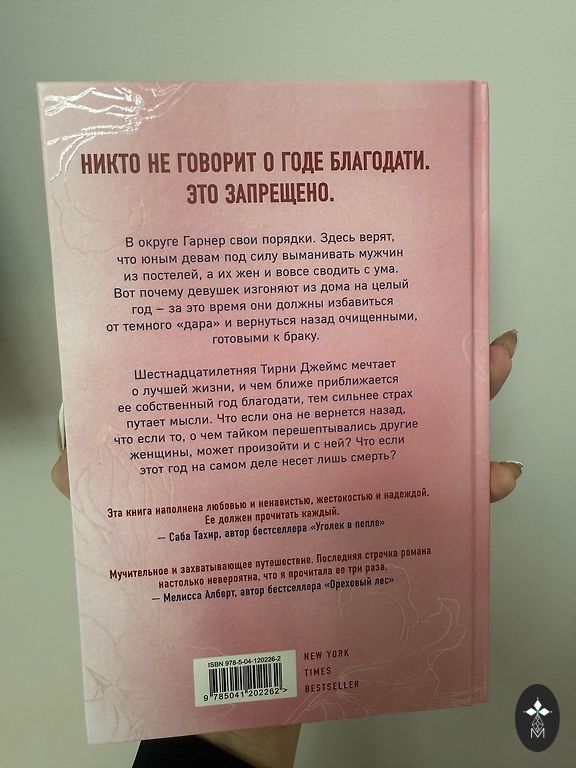 НИКТО НЕ ГОВОРИТ О ГОДЕ БЛАГОДАТИ.
ЭТО ЗАПРЕЩЕНО.
В округе Гарнер свои порядки. Здесь верят,
что юным девам под силу выманивать мужчин
из постелей, а их жен и вовсе сводить с ума.
Вот почему девушек изгоняют из дома на целый
год – за это время они должны избавиться
от темного «дара» и вернуться назад очищенными,
готовыми к браку.
Шестнадцатилетняя Тирни Джеймс мечтает
о лучшей жизни, и чем ближе приближается
ее собственный год благодати, тем сильнее страх
путает мысли. Что если она не вернется назад,
что если то, о чем тайком перешептывались другие
женщины, может произойти и с ней? Что если
этот год на самом деле несет лишь смерть?
Эта книга наполнена любовью и ненавистью, жестокостью и надеждой.
Ее должен прочитать каждый.
— Саба Тахир, автор бестселлера «Уголек в пепле»
Мучительное и захватывающее путешествие. Последняя строчка романа
настолько невероятна, что я прочитала ее три раза.
— Мелисса Алберт, автор бестселлера «Ореховый лес»
ISBN 978-5-04-120226-2
9 785041 202262 >
NEW YORK
TIMES
BESTSELLER
М